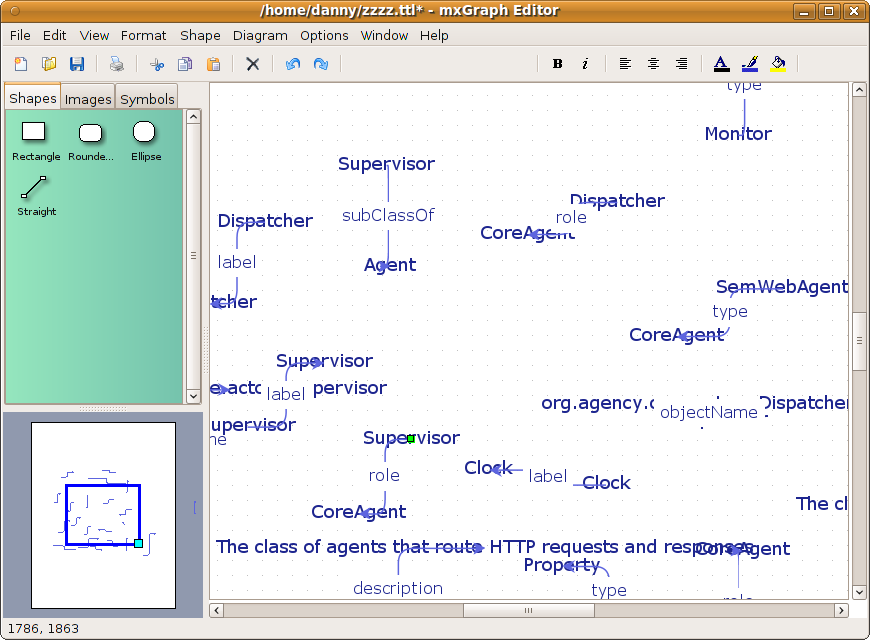 /home/danny/zzzz.ttl* - mxGraph Editor
File Edit View Format Shape Diagram Options Window Help
B i A
Shapes Images Symbols
Rectangle Rounde... Ellipse
Straight
type
Monitor
Supervisor
Dispatcher
role
subClassOf
Dispatcher
CoreAgent
label
Agent
tcher
SemWebAgent
type
CoreAgent
Supervisor
pervisor
label
org.agency.c
Dispatcher
objectName
upervisor
Supervisor
Clock
role
label
Clock
The cl
CoreAgent
The class of agents that route HTTP requests and responses
CoreAgent
Property
description
type
1786, 1863